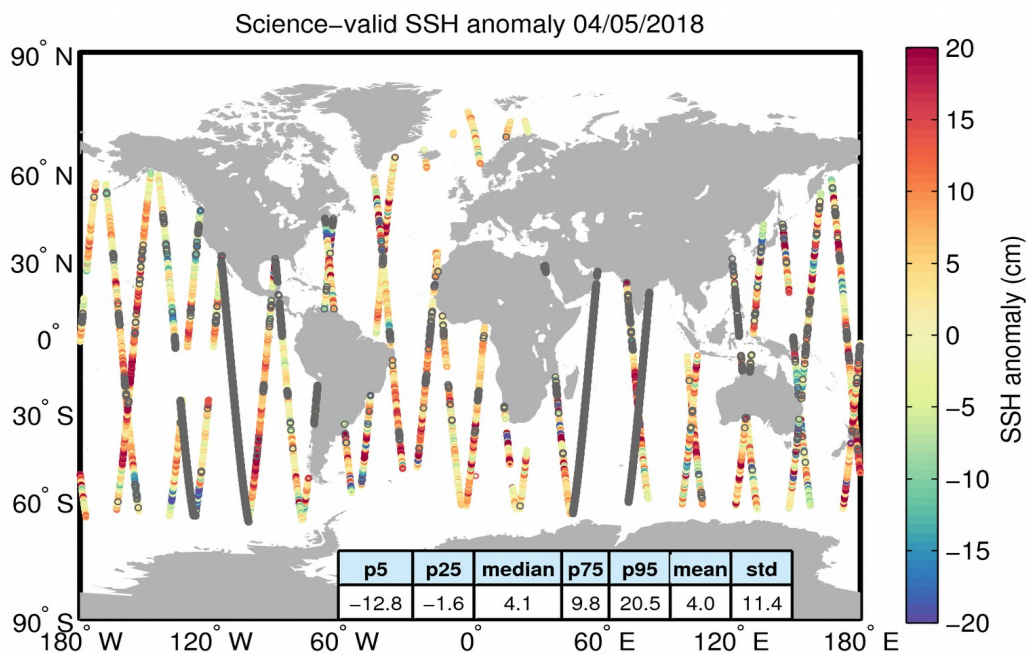 Science−valid SSH anomaly 04/05/2018
90° N
60° N
30° N
0°
30° S
60° S
90° S
180° W
120° W
60° W
0°
60° E
120° E
180° E
p5 p25 median p75 p95 mean std
−12.8 −1.6 4.1 9.8 20.5 4.0 11.4
20
15
10
5
0
−5
−10
−15
−20
SSH anomaly (cm)